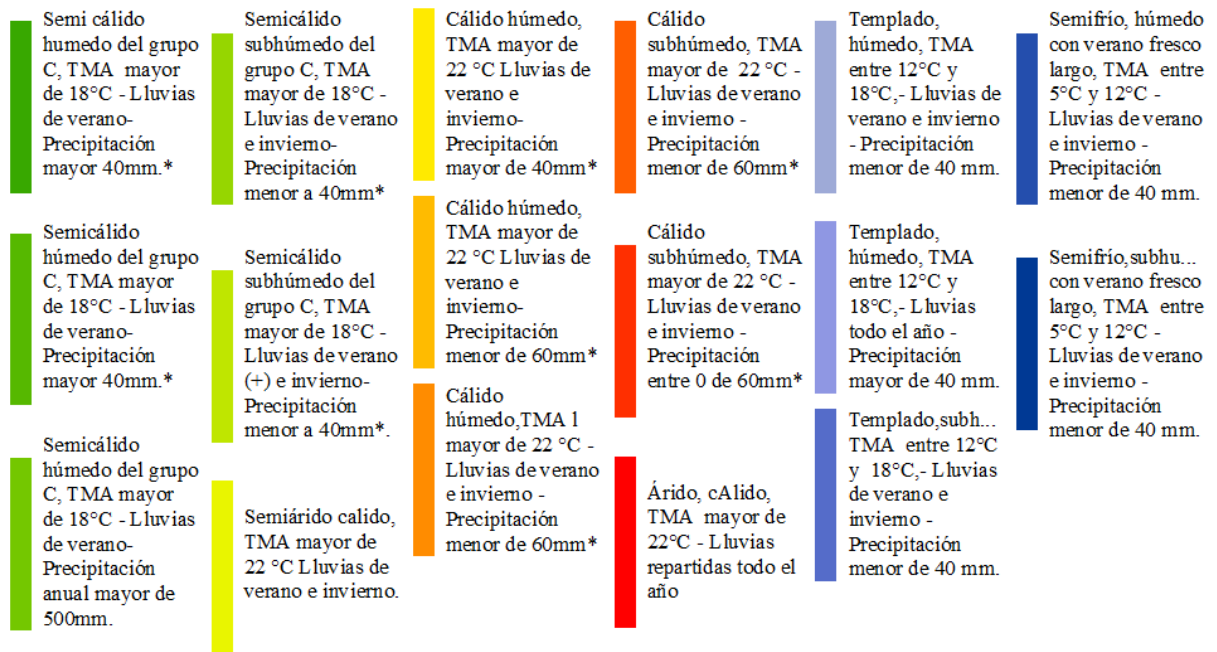 Semi cálido
humedo del grupo
C, TMA  mayor
de 18°C - Lluvias
de verano-
Precipitación
mayor 40mm.*
Semicálido
húmedo del grupo
C, TMA mayor
de 18°C - Lluvias
de verano-
Precipitación
mayor 40mm.*
Semicálido
húmedo del grupo
C, TMA mayor
de 18°C - Lluvias
de verano-
Precipitación
anual mayor de
500mm.
Semicálido
subhúmedo del
grupo C, TMA
mayor de 18°C -
Lluvias de verano
e invierno-
Precipitación
menor a 40mm*
Semicálido
subhúmedo del
grupo C, TMA
mayor de 18°C -
Lluvias de verano
(+) e invierno-
Precipitación
menor a 40mm*.
Semiárido calido,
TMA mayor de
22 °C Lluvias de
verano e invierno.
Cálido húmedo,
TMA mayor de
22 °C Lluvias de
verano e
invierno-
Precipitación
mayor de 40mm*
Cálido húmedo,
TMA mayor de
22 °C Lluvias de
verano e
invierno-
Precipitación
menor de 60mm*
Cálido
húmedo,TMA l
mayor de 22 °C -
Lluvias de verano
e invierno -
Precipitación
menor de 60mm*
Cálido
subhúmedo, TMA
mayor de  22 °C -
Lluvias de verano
e invierno -
Precipitación
menor de 60mm*
Cálido
subhúmedo, TMA
mayor de 22 °C -
Lluvias de verano
e invierno -
Precipitación
entre 0 de 60mm*
Árido, cAlido,
TMA  mayor de
22°C - Lluvias
repartidas todo el
año
Templado,
húmedo, TMA
entre 12°C y
18°C,- Lluvias de
verano e invierno
- Precipitación
menor de 40 mm.
Templado,
húmedo, TMA
entre 12°C y
18°C,- Lluvias
todo el año -
Precipitación
mayor de 40 mm.
Templado,subh...
TMA  entre 12°C
y  18°C,- Lluvias
de verano e
invierno -
Precipitación
menor de 40 mm.
Semifrío, húmedo
con verano fresco
largo, TMA  entre
5°C y 12°C -
Lluvias de verano
e invierno -
Precipitación
menor de 40 mm.
Semifrío,subhu...
con verano fresco
largo, TMA  entre
5°C y 12°C -
Lluvias de verano
e invierno -
Precipitación
menor de 40 mm.